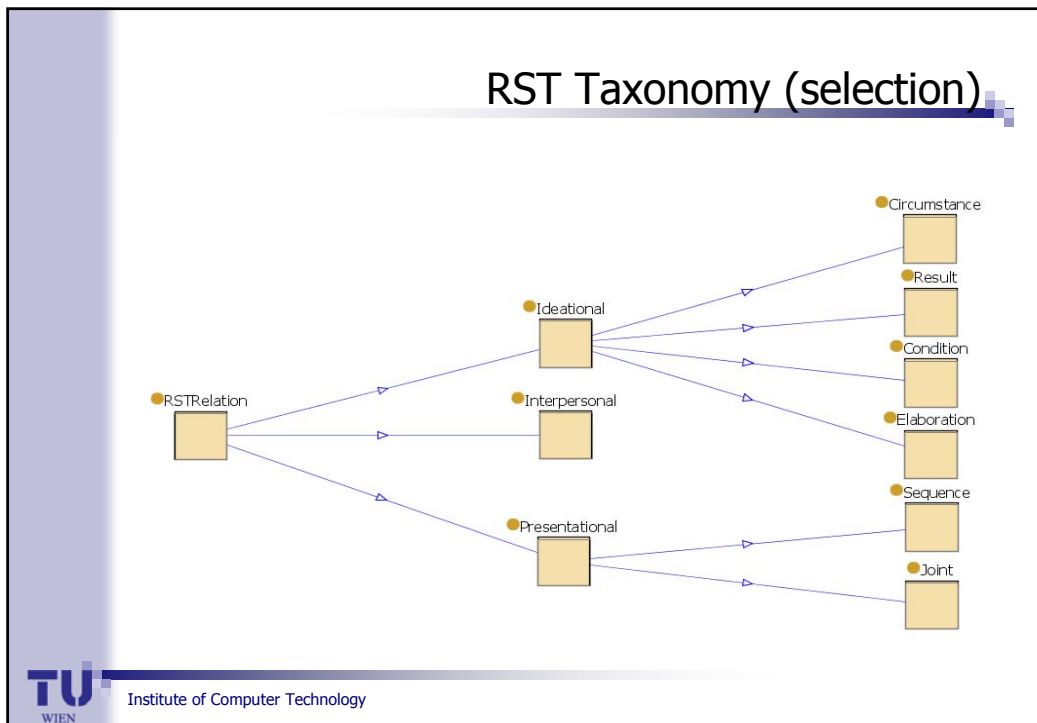 RST Taxonomy (selection)
Circumstance
Result
Ideational
Condition
RSTRelation
Interpersonal
Elaboration
Sequence
Presentational
Joint
TU
WIEN
Institute of Computer Technology